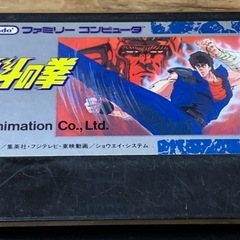 ndo ファミリーコンピュータ
斗の拳
nimation Co., Ltd.
／集英社・フジテレビ・東映動画／ショウエイ・システム